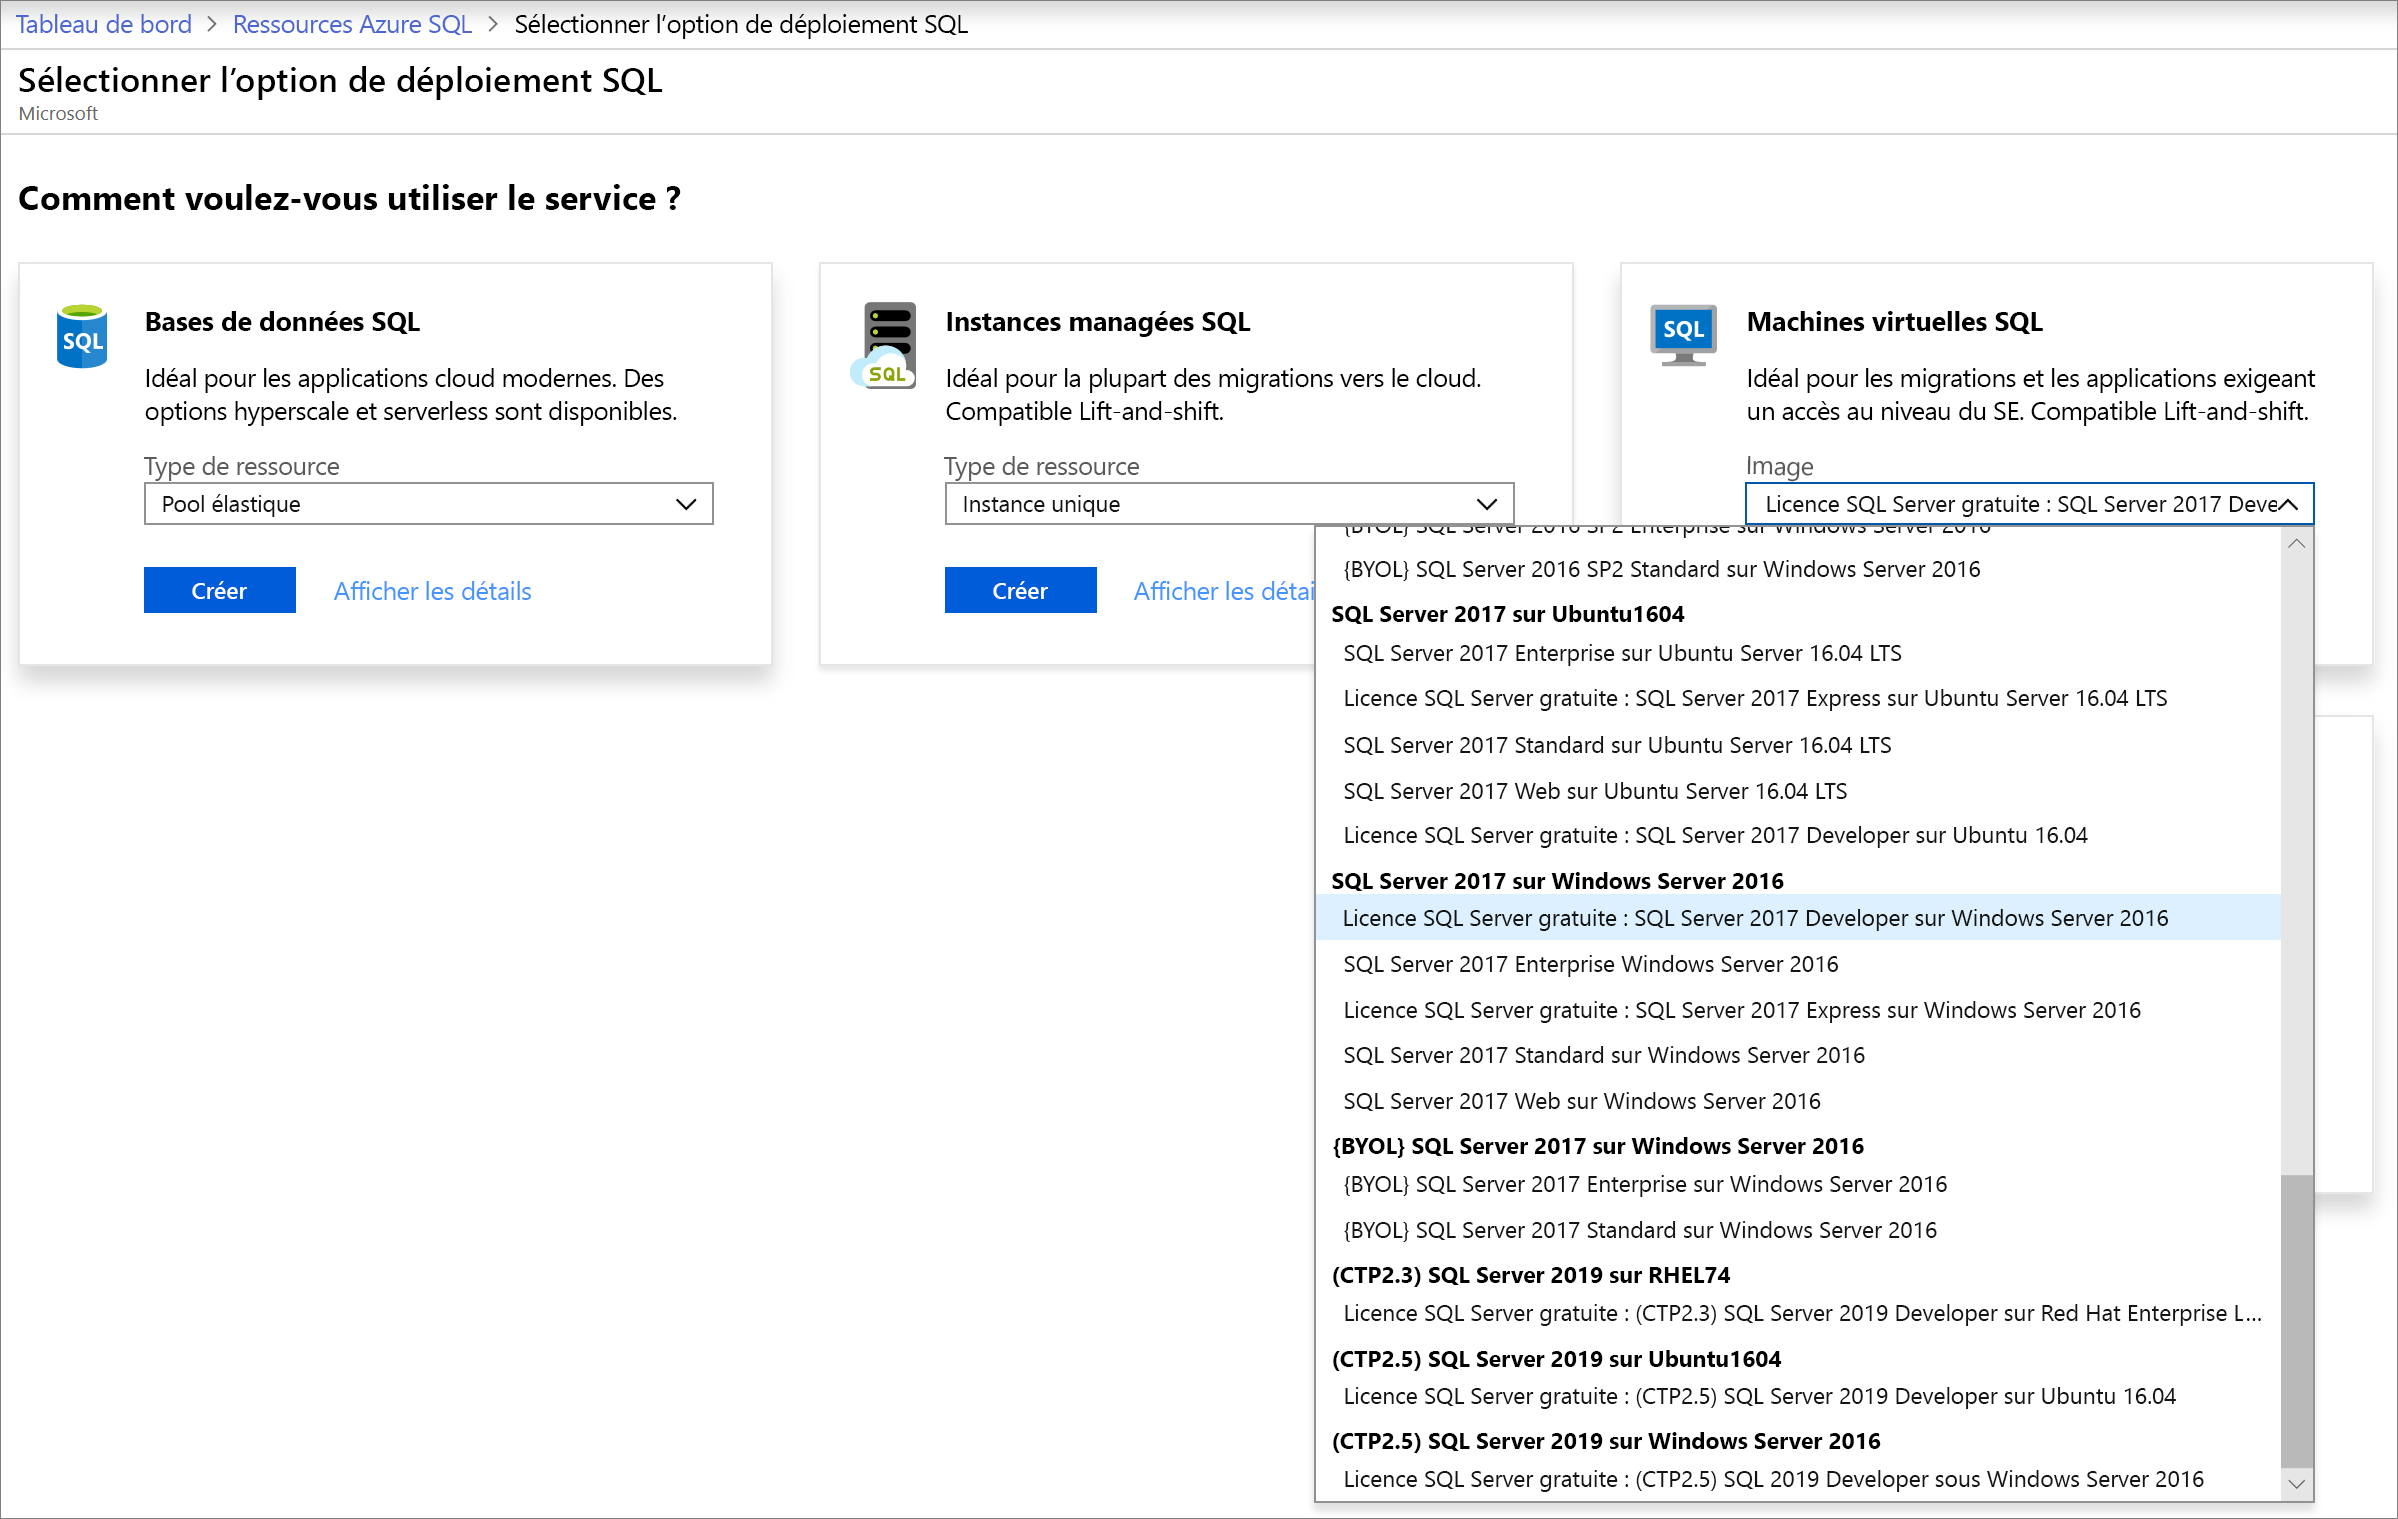 Tableau de bord > Ressources Azure SQL > Sélectionner l’option de déploiement SQL
Sélectionner l’option de déploiement SQL
Microsoft
Comment voulez-vous utiliser le service ?
SQL
Bases de données SQL
Idéal pour les applications cloud modernes. Des
options hyperscale et serverless sont disponibles.
Type de ressource
Pool élastique
Créer
Afficher les détails
SQL
Instances managées SQL
Idéal pour la plupart des migrations vers le cloud.
Compatible Lift-and-shift.
Type de ressource
Instance unique
Créer
Afficher les détai
SQL
Machines virtuelles SQL
Idéal pour les migrations et les applications exigeant
un accès au niveau du SE. Compatible Lift-and-shift.
Image
Licence SQL Server gratuite : SQL Server 2017 Deve
{BYOL} SQL Server 2016 SP2 Enterprise sur Windows Server 2016
{BYOL} SQL Server 2016 SP2 Standard sur Windows Server 2016
SQL Server 2017 sur Ubuntu1604
SQL Server 2017 Enterprise sur Ubuntu Server 16.04 LTS
Licence SQL Server gratuite : SQL Server 2017 Express sur Ubuntu Server 16.04 LTS
SQL Server 2017 Standard sur Ubuntu Server 16.04 LTS
SQL Server 2017 Web sur Ubuntu Server 16.04 LTS
Licence SQL Server gratuite : SQL Server 2017 Developer sur Ubuntu 16.04
SQL Server 2017 sur Windows Server 2016
Licence SQL Server gratuite : SQL Server 2017 Developer sur Windows Server 2016
SQL Server 2017 Enterprise Windows Server 2016
Licence SQL Server gratuite : SQL Server 2017 Express sur Windows Server 2016
SQL Server 2017 Standard sur Windows Server 2016
SQL Server 2017 Web sur Windows Server 2016
{BYOL} SQL Server 2017 sur Windows Server 2016
{BYOL} SQL Server 2017 Enterprise sur Windows Server 2016
{BYOL} SQL Server 2017 Standard sur Windows Server 2016
(CTP2.3) SQL Server 2019 sur RHEL74
Licence SQL Server gratuite : (CTP2.3) SQL Server 2019 Developer sur Red Hat Enterprise L...
(CTP2.5) SQL Server 2019 sur Ubuntu1604
Licence SQL Server gratuite : (CTP2.5) SQL Server 2019 Developer sur Ubuntu 16.04
(CTP2.5) SQL Server 2019 sur Windows Server 2016
Licence SQL Server gratuite : (CTP2.5) SQL 2019 Developer sous Windows Server 2016